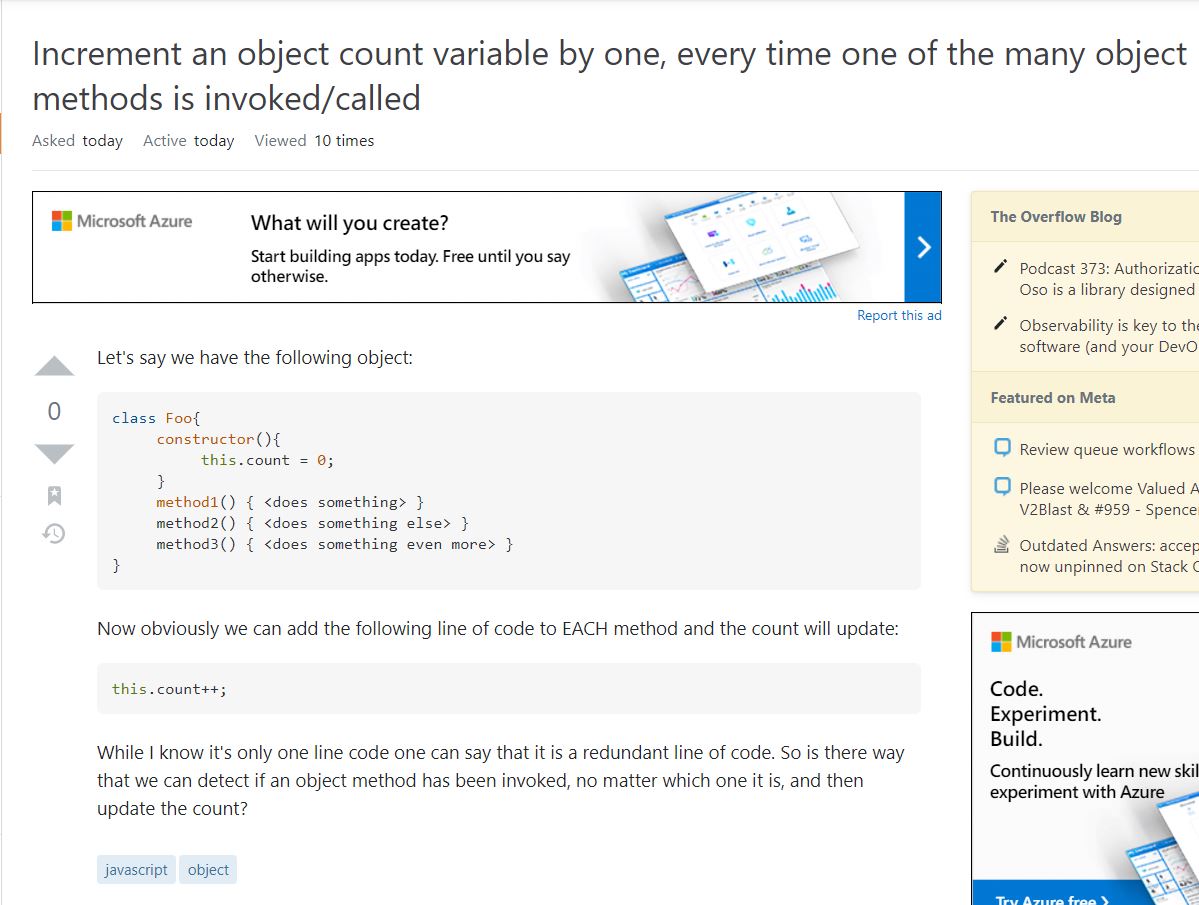 Increment an object count variable by one, every time one of the many object
methods is invoked/called
Asked today Active today Viewed 10 times
Microsoft Azure
What will you create?
Start building apps today. Free until you say
otherwise.
Report this ad
Let's say we have the following object:
0
class Foo{
constructor(){
this.count = 0;
}
method1() { <does something> }
method2() { <does something else> }
method3() { <does something even more> }
}
Now obviously we can add the following line of code to EACH method and the count will update:
this.count++;
While I know it's only one line code one can say that it is a redundant line of code. So is there way
that we can detect if an object method has been invoked, no matter which one it is, and then
update the count?
javascript object
The Overflow Blog
Podcast 373: Authorizatio
Oso is a library designed
Observability is key to the
software (and your DevO
Featured on Meta
Review queue workflows
Please welcome Valued A
V2Blast & #959 - Spencer
Outdated Answers: accep
now unpinned on Stack O
Microsoft Azure
Code.
Experiment.
Build.
Continuously learn new skil
experiment with Azure
Try Azure free